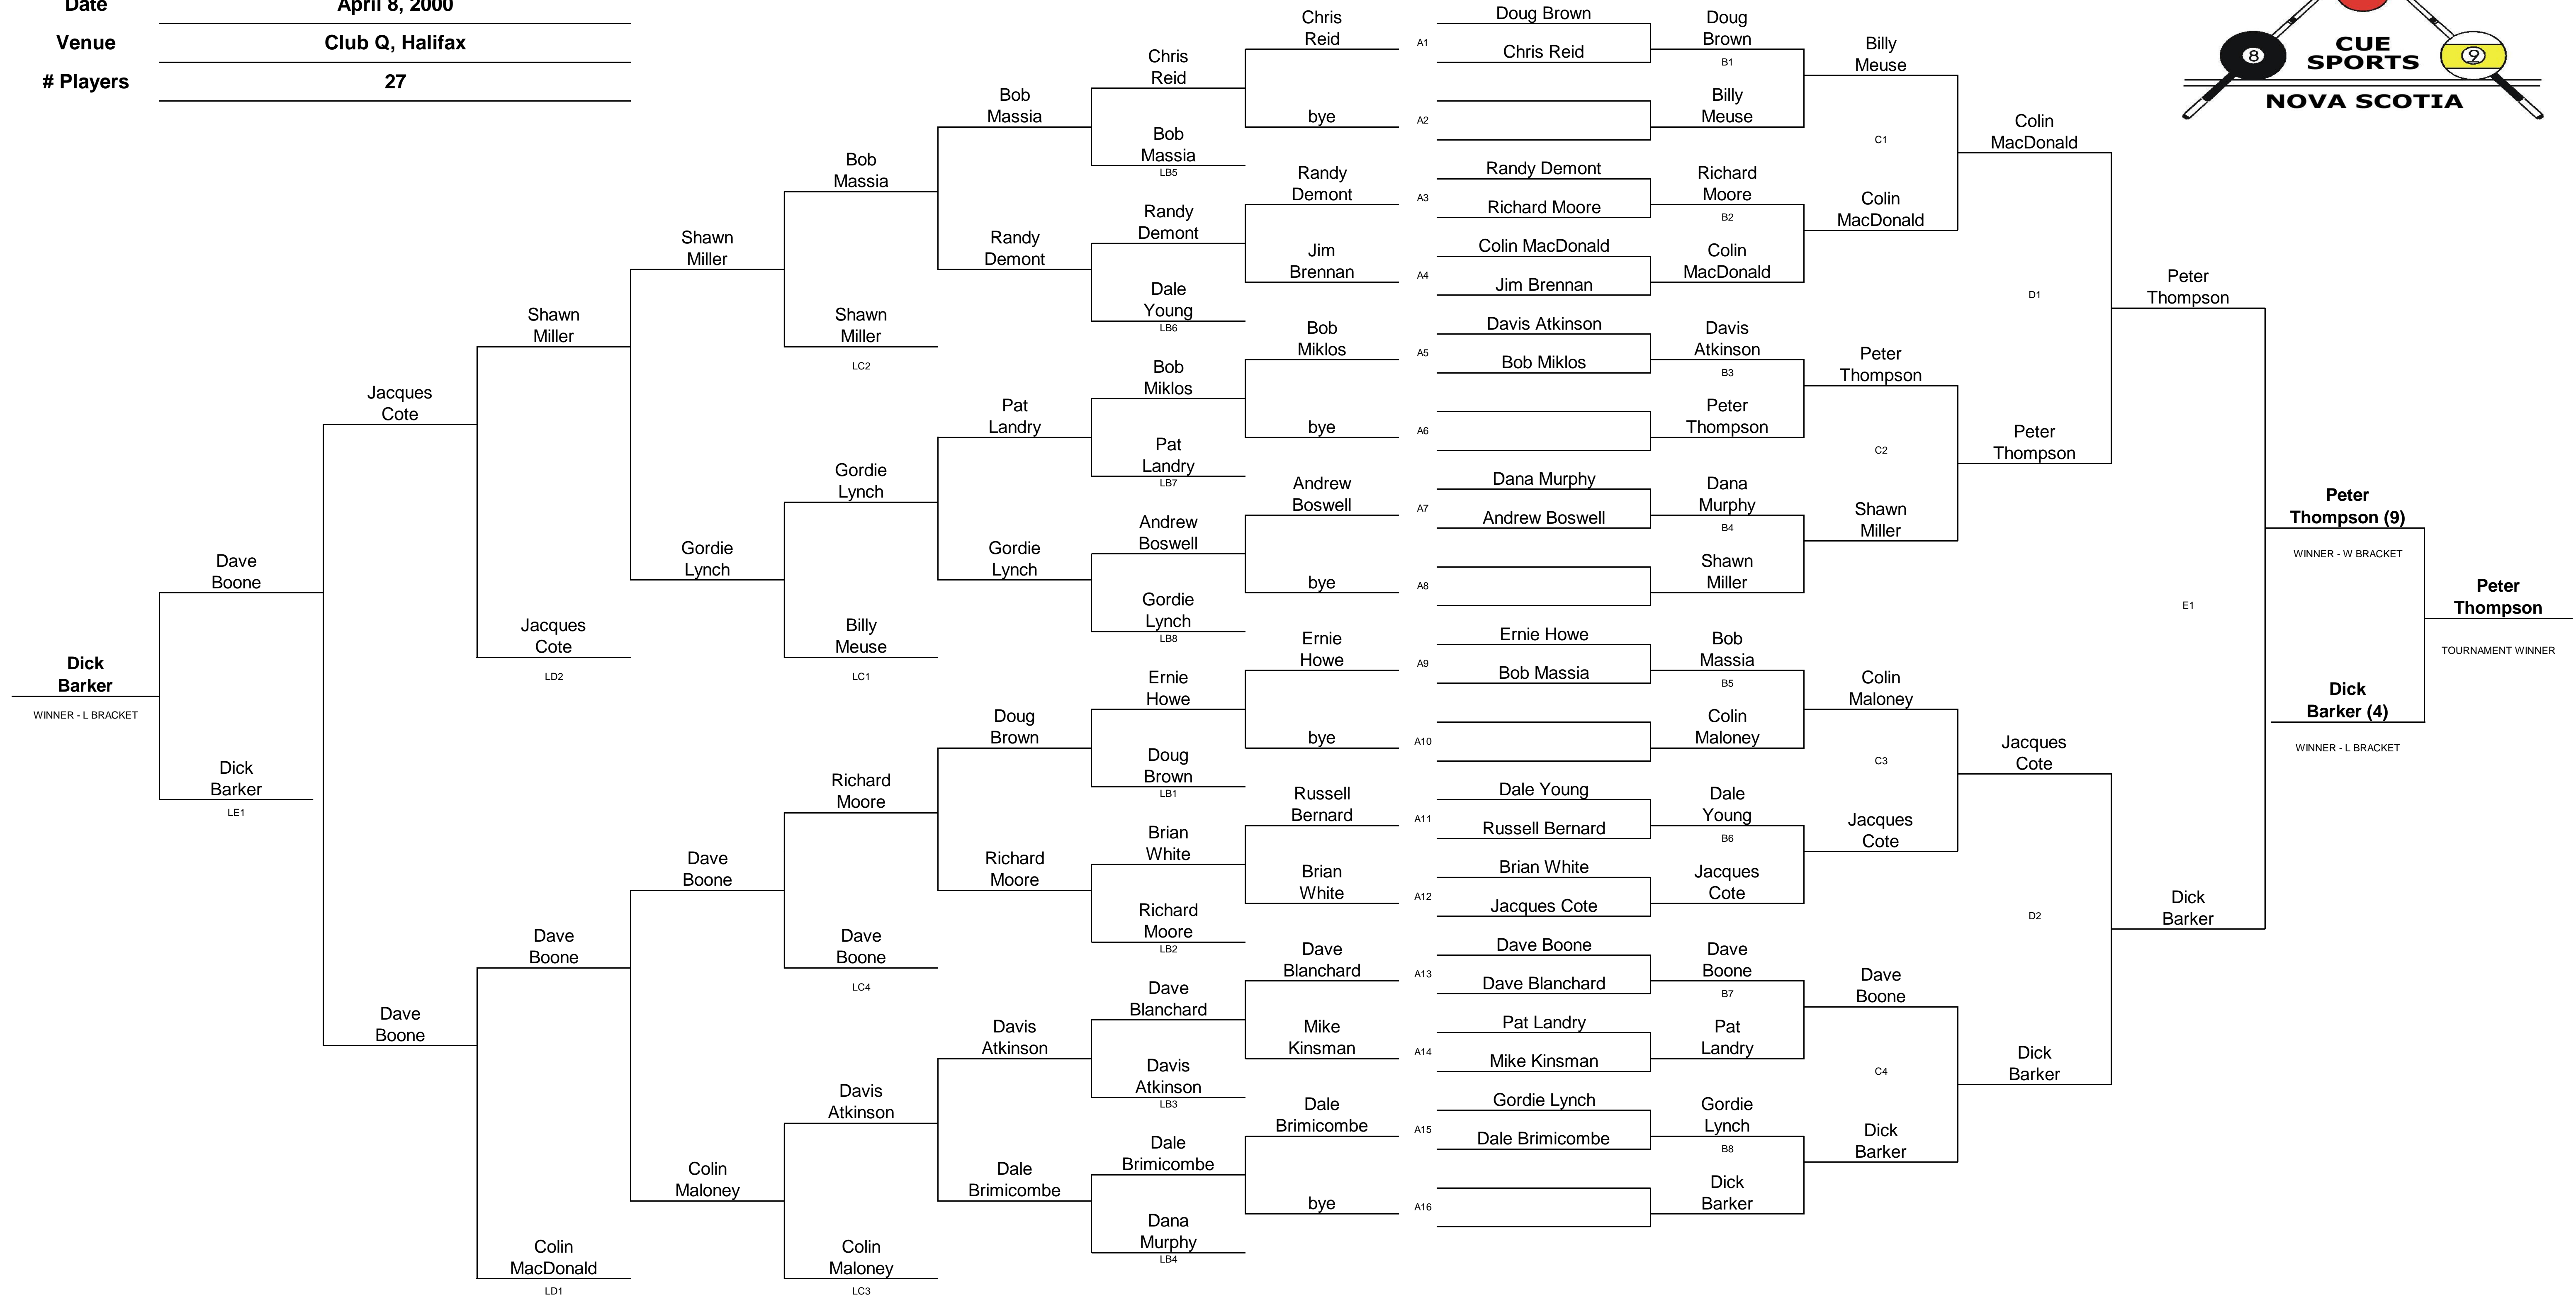 Date April 8, 2000
Venue Club Q, Halifax
# Players 27
8
CUE
SPORTS
9
NOVA SCOTIA
Dick
Barker
WINNER - L BRACKET
Dave
Boone
Dick
Barker
LE1
Jacques
Cote
Dave
Boone
Shawn
Miller
Jacques
Cote
LD2
Dave
Boone
Colin
MacDonald
LD1
Shawn
Miller
Gordie
Lynch
Dave
Boone
Colin
Maloney
Bob
Massia
Shawn
Miller
LC2
Gordie
Lynch
Billy
Meuse
LC1
Richard
Moore
Dave
Boone
LC4
Davis
Atkinson
Colin
Maloney
LC3
Bob
Massia
Randy
Demont
Pat
Landry
Gordie
Lynch
Doug
Brown
Richard
Moore
Davis
Atkinson
Dale
Brimicombe
Chris
Reid
Bob
Massia
LB5
Randy
Demont
Dale
Young
LB6
Bob
Miklos
Pat
Landry
LB7
Andrew
Boswell
Gordie
Lynch
LB8
Ernie
Howe
Doug
Brown
LB1
Brian
White
Richard
Moore
LB2
Dave
Blanchard
Davis
Atkinson
LB3
Dale
Brimicombe
Dana
Murphy
LB4
Chris
Reid
bye
Randy
Demont
Jim
Brennan
Bob
Miklos
bye
Andrew
Boswell
bye
Ernie
Howe
bye
Russell
Bernard
Brian
White
Dave
Blanchard
Mike
Kinsman
Dale
Brimicombe
bye
A1
A2
A3
A4
A5
A6
A7
A8
A9
A10
A11
A12
A13
A14
A15
A16
Doug Brown
Chris Reid
Randy Demont
Richard Moore
Colin MacDonald
Jim Brennan
Davis Atkinson
Bob Miklos
Dana Murphy
Andrew Boswell
Ernie Howe
Bob Massia
Dale Young
Russell Bernard
Brian White
Jacques Cote
Dave Boone
Dave Blanchard
Pat Landry
Mike Kinsman
Gordie Lynch
Dale Brimicombe
Doug
Brown
B1
Billy
Meuse
Richard
Moore
B2
Colin
MacDonald
Davis
Atkinson
B3
Peter
Thompson
Dana
Murphy
B4
Shawn
Miller
Bob
Massia
B5
Colin
Maloney
Dale
Young
B6
Jacques
Cote
Dave
Boone
B7
Pat
Landry
Gordie
Lynch
B8
Dick
Barker
Billy
Meuse
C1
Colin
MacDonald
Peter
Thompson
C2
Shawn
Miller
Colin
Maloney
C3
Jacques
Cote
Dave
Boone
C4
Dick
Barker
Colin
MacDonald
D1
Peter
Thompson
Jacques
Cote
D2
Dick
Barker
Peter
Thompson
E1
Dick
Barker
Peter
Thompson (9)
WINNER - W BRACKET
Dick
Barker (4)
WINNER - L BRACKET
Peter
Thompson
TOURNAMENT WINNER